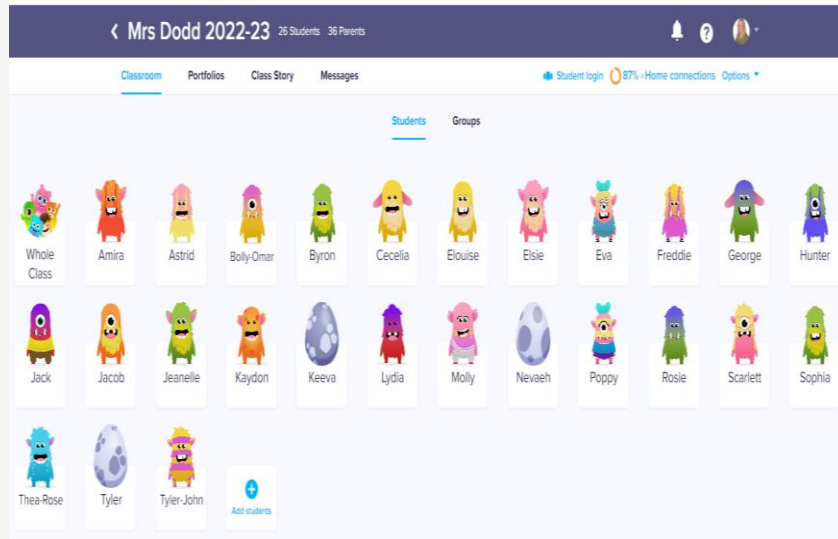 Mrs Dodd 2022-23 26 Students 36 Parents
Classroom Portfolios Class Story Messages Student login 87% › Home connections Options
Students Groups
Whole Class Amira Astrid Bolly-Omar Byron Cecelia Elouise Elsie Eva Freddie George Hunter
Jack Jacob Jeanelle Kaydon Keeva Lydia Molly Nevaeh Poppy Rosie Scarlett Sophia
Thea-Rose Tyler Tyler-John Add students